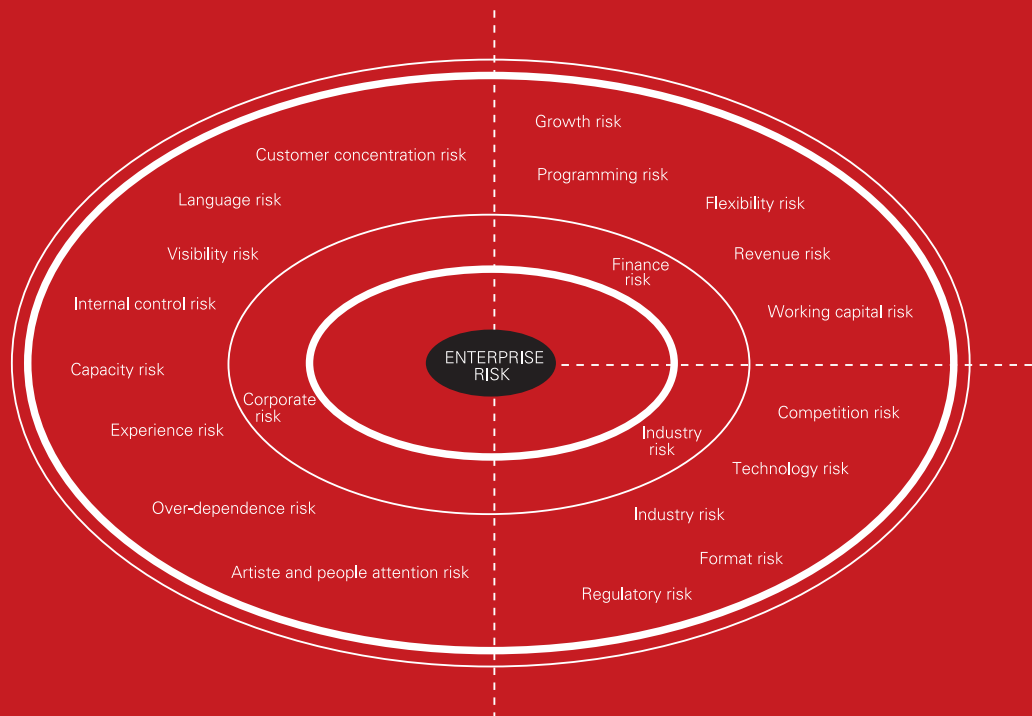 Growth risk
Customer concentration risk
Programming risk
Language risk
Flexibility risk
Visibility risk
Revenue risk
Finance
risk
Internal control risk
Working capital risk
ENTERPRISE
RISK
Capacity risk
Corporate
risk
Competition risk
Experience risk
Industry
risk
Technology risk
Over-dependence risk
Industry risk
Format risk
Artiste and people attention risk
Regulatory risk